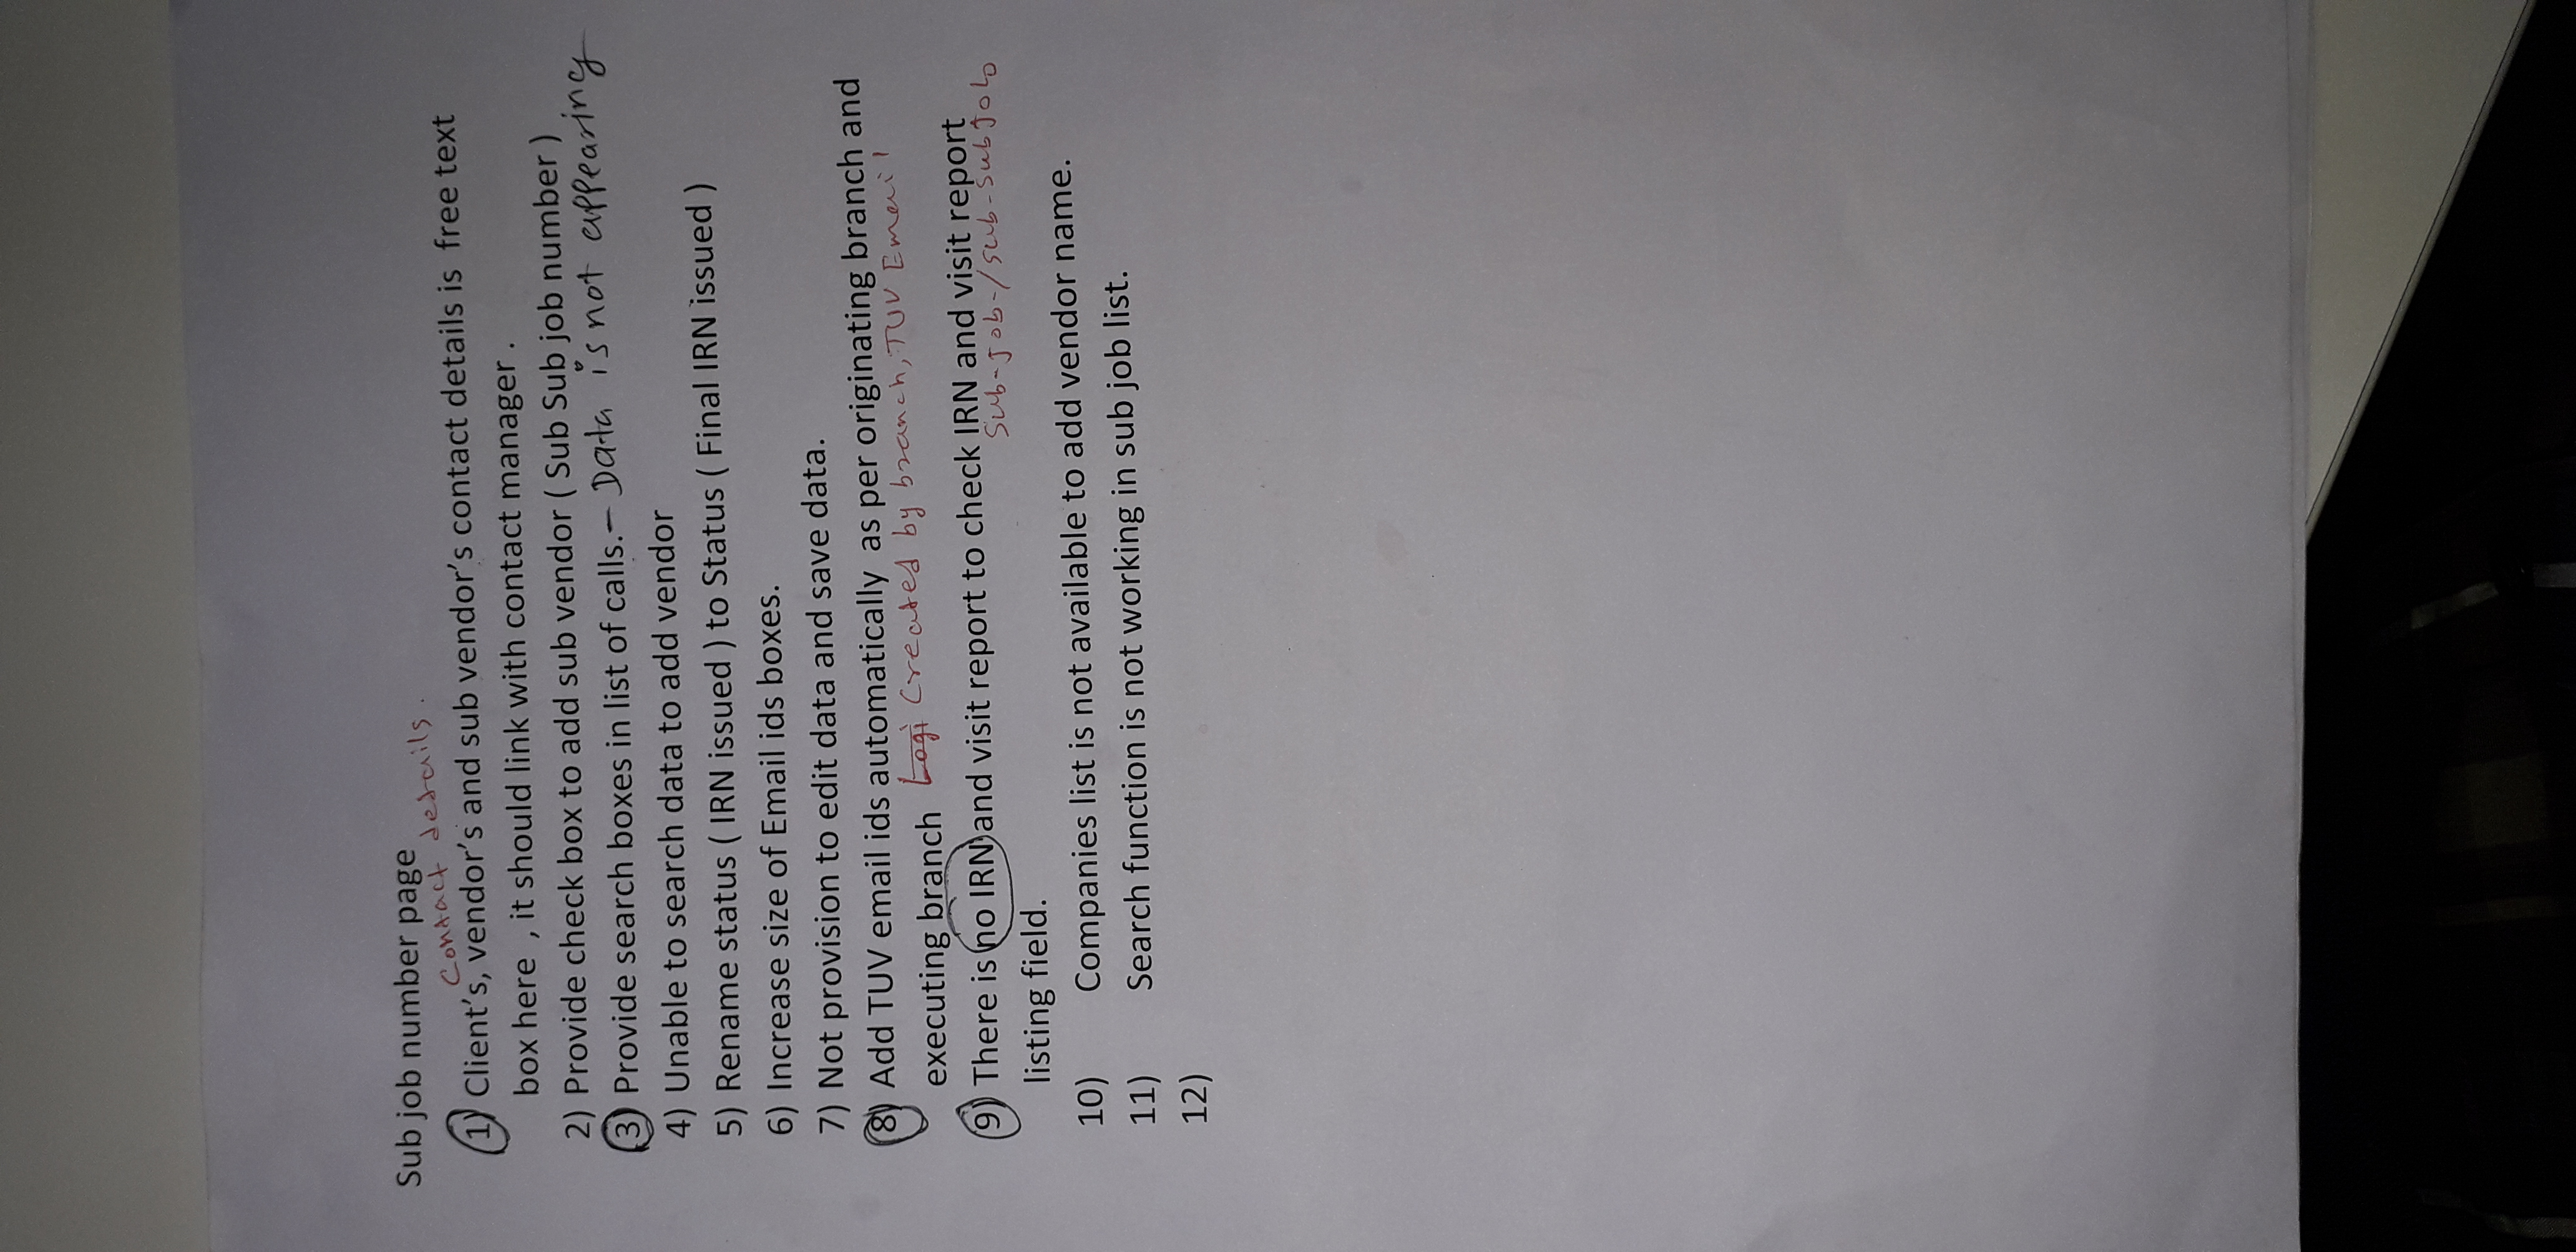 Sub job number page
Contact details.
1) Client's, vendor's and sub vendor's contact details is free text
box here , it should link with contact manager .
2) Provide check box to add sub vendor ( Sub Sub job number )
3) Provide search boxes in list of calls. - Data is not appearing
4) Unable to search data to add vendor
5) Rename status ( IRN issued ) to Status ( Final IRN issued )
6) Increase size of Email ids boxes.
7) Not provision to edit data and save data.
8) Add TUV email ids automatically as per originating branch and
executing branch Logi Created by branch, TUV Email
9) There is no IRN and visit report to check IRN and visit report
Sub-job-/sub-subjob
listing field.
10) Companies list is not available to add vendor name.
11) Search function is not working in sub job list.
12)